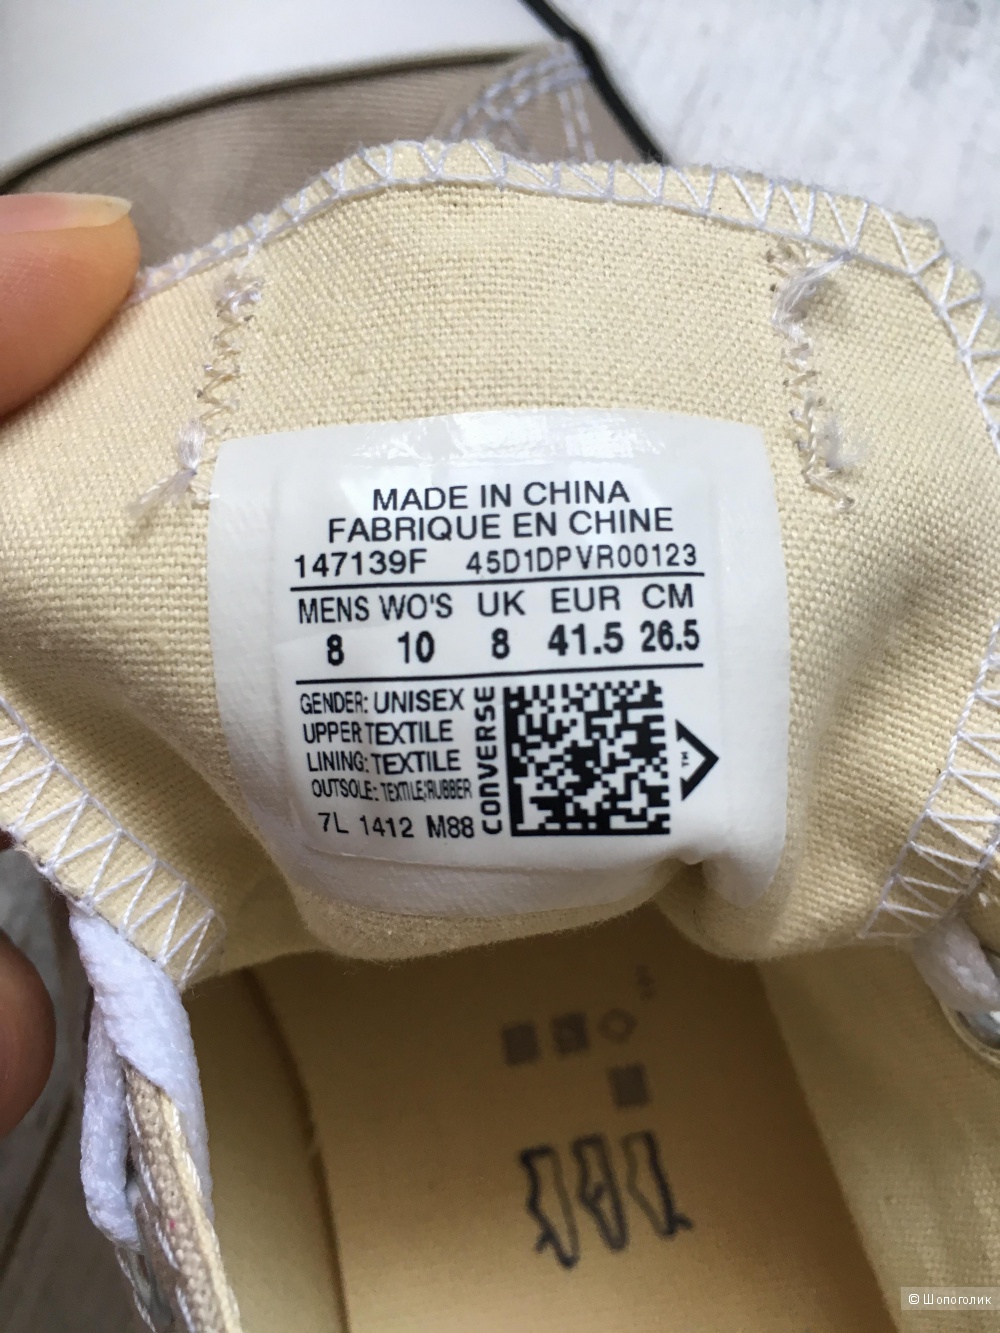 MADE IN CHINA
FABRIQUE EN CHINE
147139F 45D1DPVR00123
MENS WO'S UK EUR CM
8 10 8 41.5 26.5
GENDER: UNISEX
UPPER TEXTILE
LINING: TEXTILE
OUTSOLE: TEXTILE;RUBBER
7L 1412 M88
CONVERSE
TM
© Шопоголик